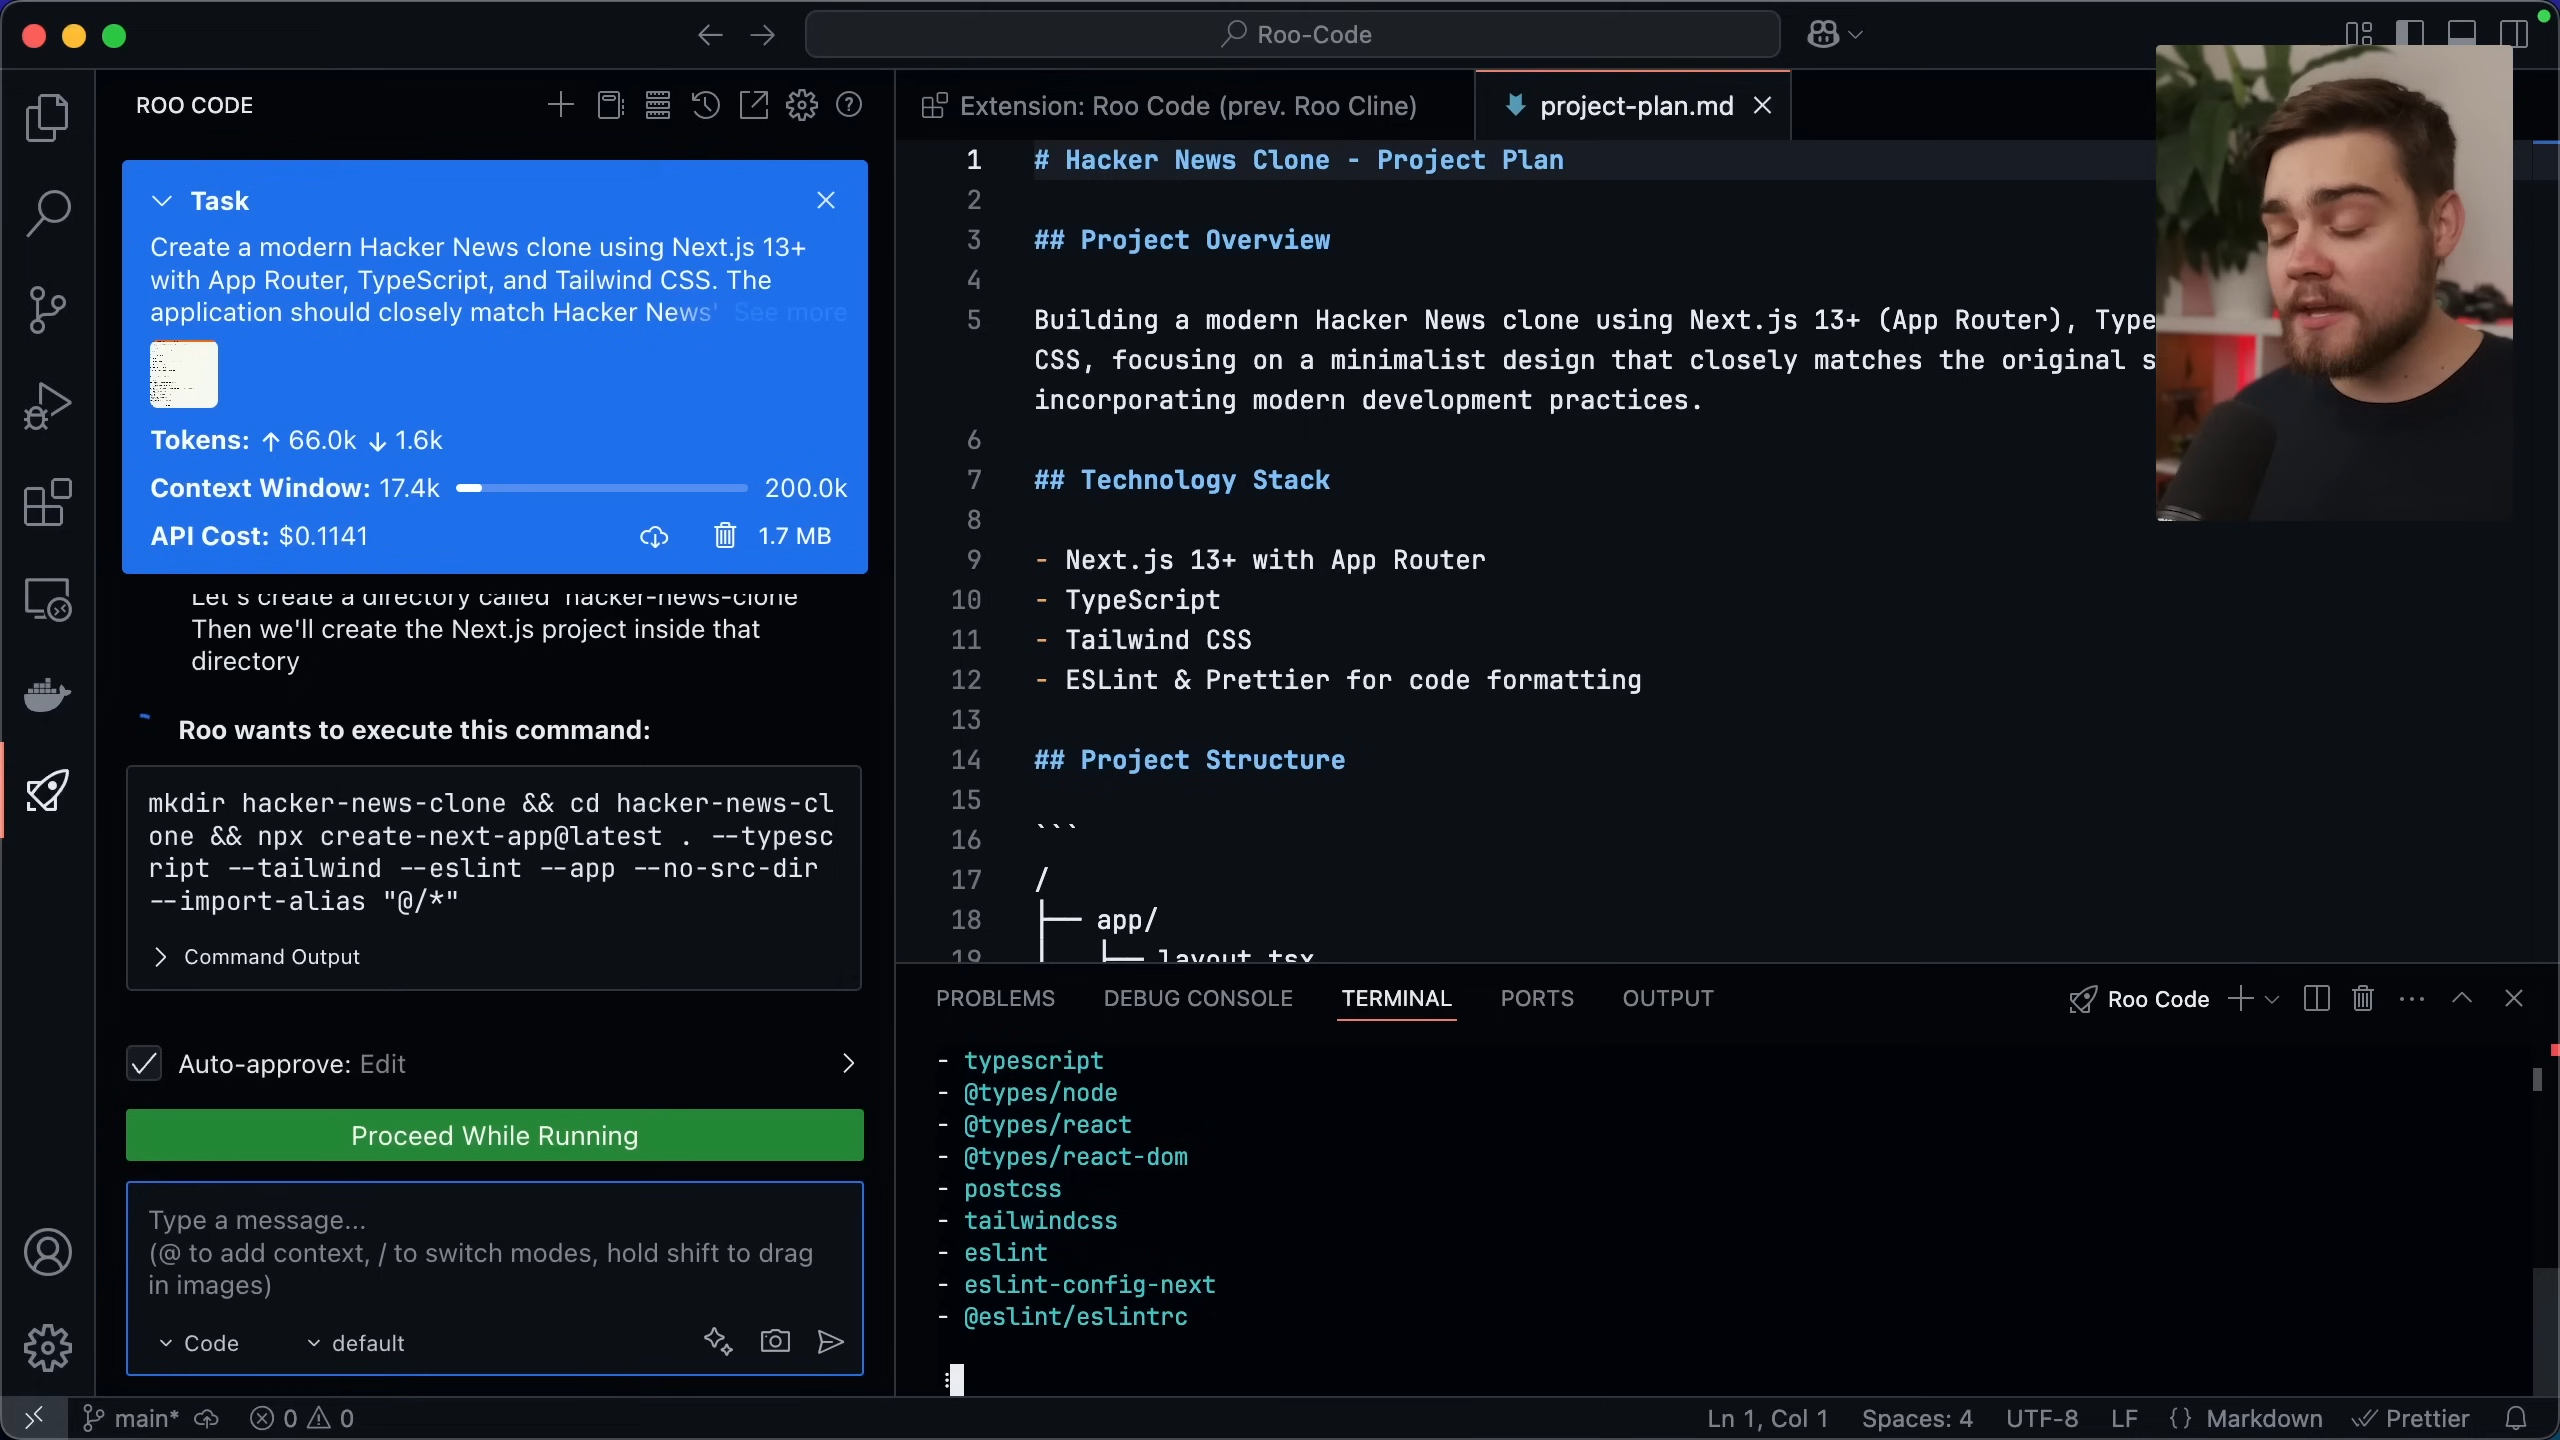 Roo-Code
ROO CODE
Task
Create a modern Hacker News clone using Next.js 13+
with App Router, TypeScript, and Tailwind CSS. The
application should closely match Hacker News' See more
Tokens: ↑ 66.0k ↓ 1.6k
Context Window: 17.4k 200.0k
API Cost: $0.1141 1.7 MB
Let's create a directory called 'hacker-news-clone
Then we'll create the Next.js project inside that
directory
Roo wants to execute this command:
mkdir hacker-news-clone && cd hacker-news-cl
one && npx create-next-app@latest . --typesc
ript --tailwind --eslint --app --no-src-dir
--import-alias "@/*"
Command Output
Auto-approve: Edit
Proceed While Running
Type a message...
(@ to add context, / to switch modes, hold shift to drag
in images)
Code default
Extension: Roo Code (prev. Roo Cline)
project-plan.md
1 # Hacker News Clone - Project Plan
2
3 ## Project Overview
4
5 Building a modern Hacker News clone using Next.js 13+ (App Router), Type
CSS, focusing on a minimalist design that closely matches the original s
incorporating modern development practices.
6
7 ## Technology Stack
8
9 - Next.js 13+ with App Router
10 - TypeScript
11 - Tailwind CSS
12 - ESLint & Prettier for code formatting
13
14 ## Project Structure
15
16 ```
17 /
18 ├── app/
19 │   ├── layout.tsx
PROBLEMS DEBUG CONSOLE TERMINAL PORTS OUTPUT
Roo Code
- typescript
- @types/node
- @types/react
- @types/react-dom
- postcss
- tailwindcss
- eslint
- eslint-config-next
- @eslint/eslintrc
main* 0 0
Ln 1, Col 1 Spaces: 4 UTF-8 LF {} Markdown Prettier